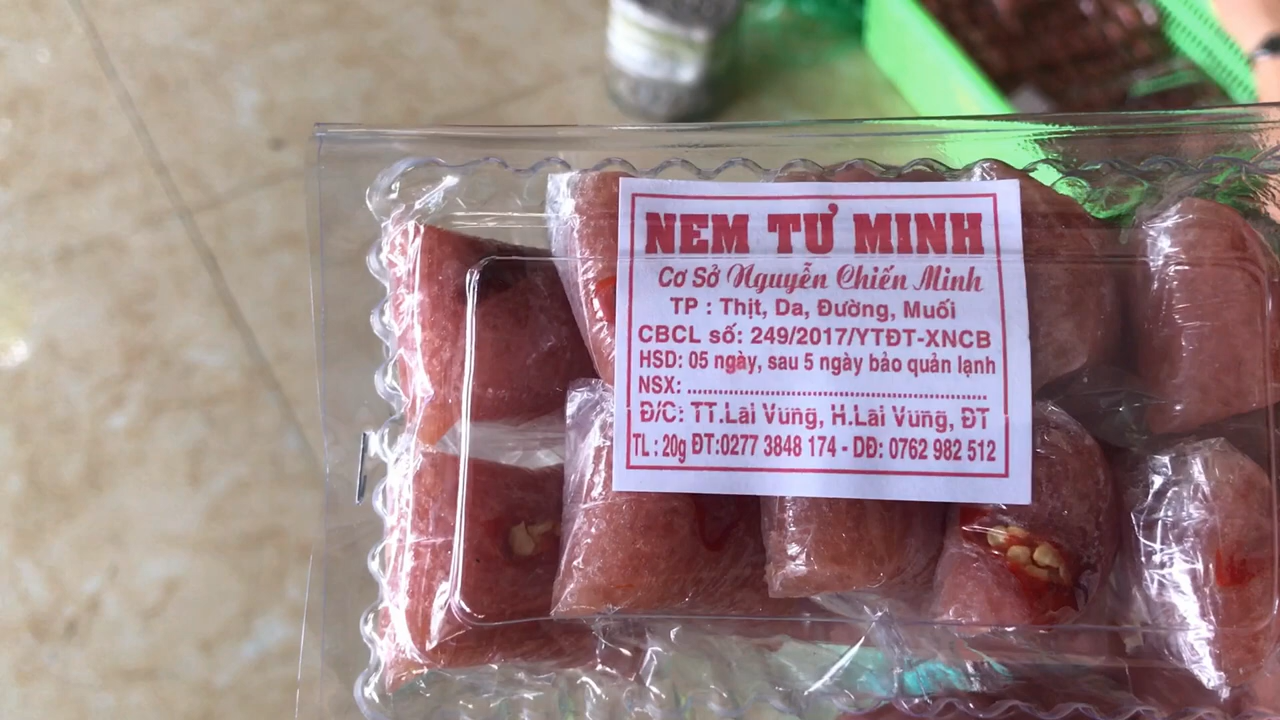 NEM TƯ MINH
Cơ Sở Nguyễn Chiến Minh
TP : Thịt, Da, Đường, Muối
CBCL số: 249/2017/YTĐT-XNCB
HSD: 05 ngày, sau 5 ngày bảo quản lạnh
NSX: ............................................................
Đ/C: TT.Lai Vung, H.Lai Vung, ĐT
TL : 20g ĐT:0277 3848 174 - DĐ: 0762 982 512